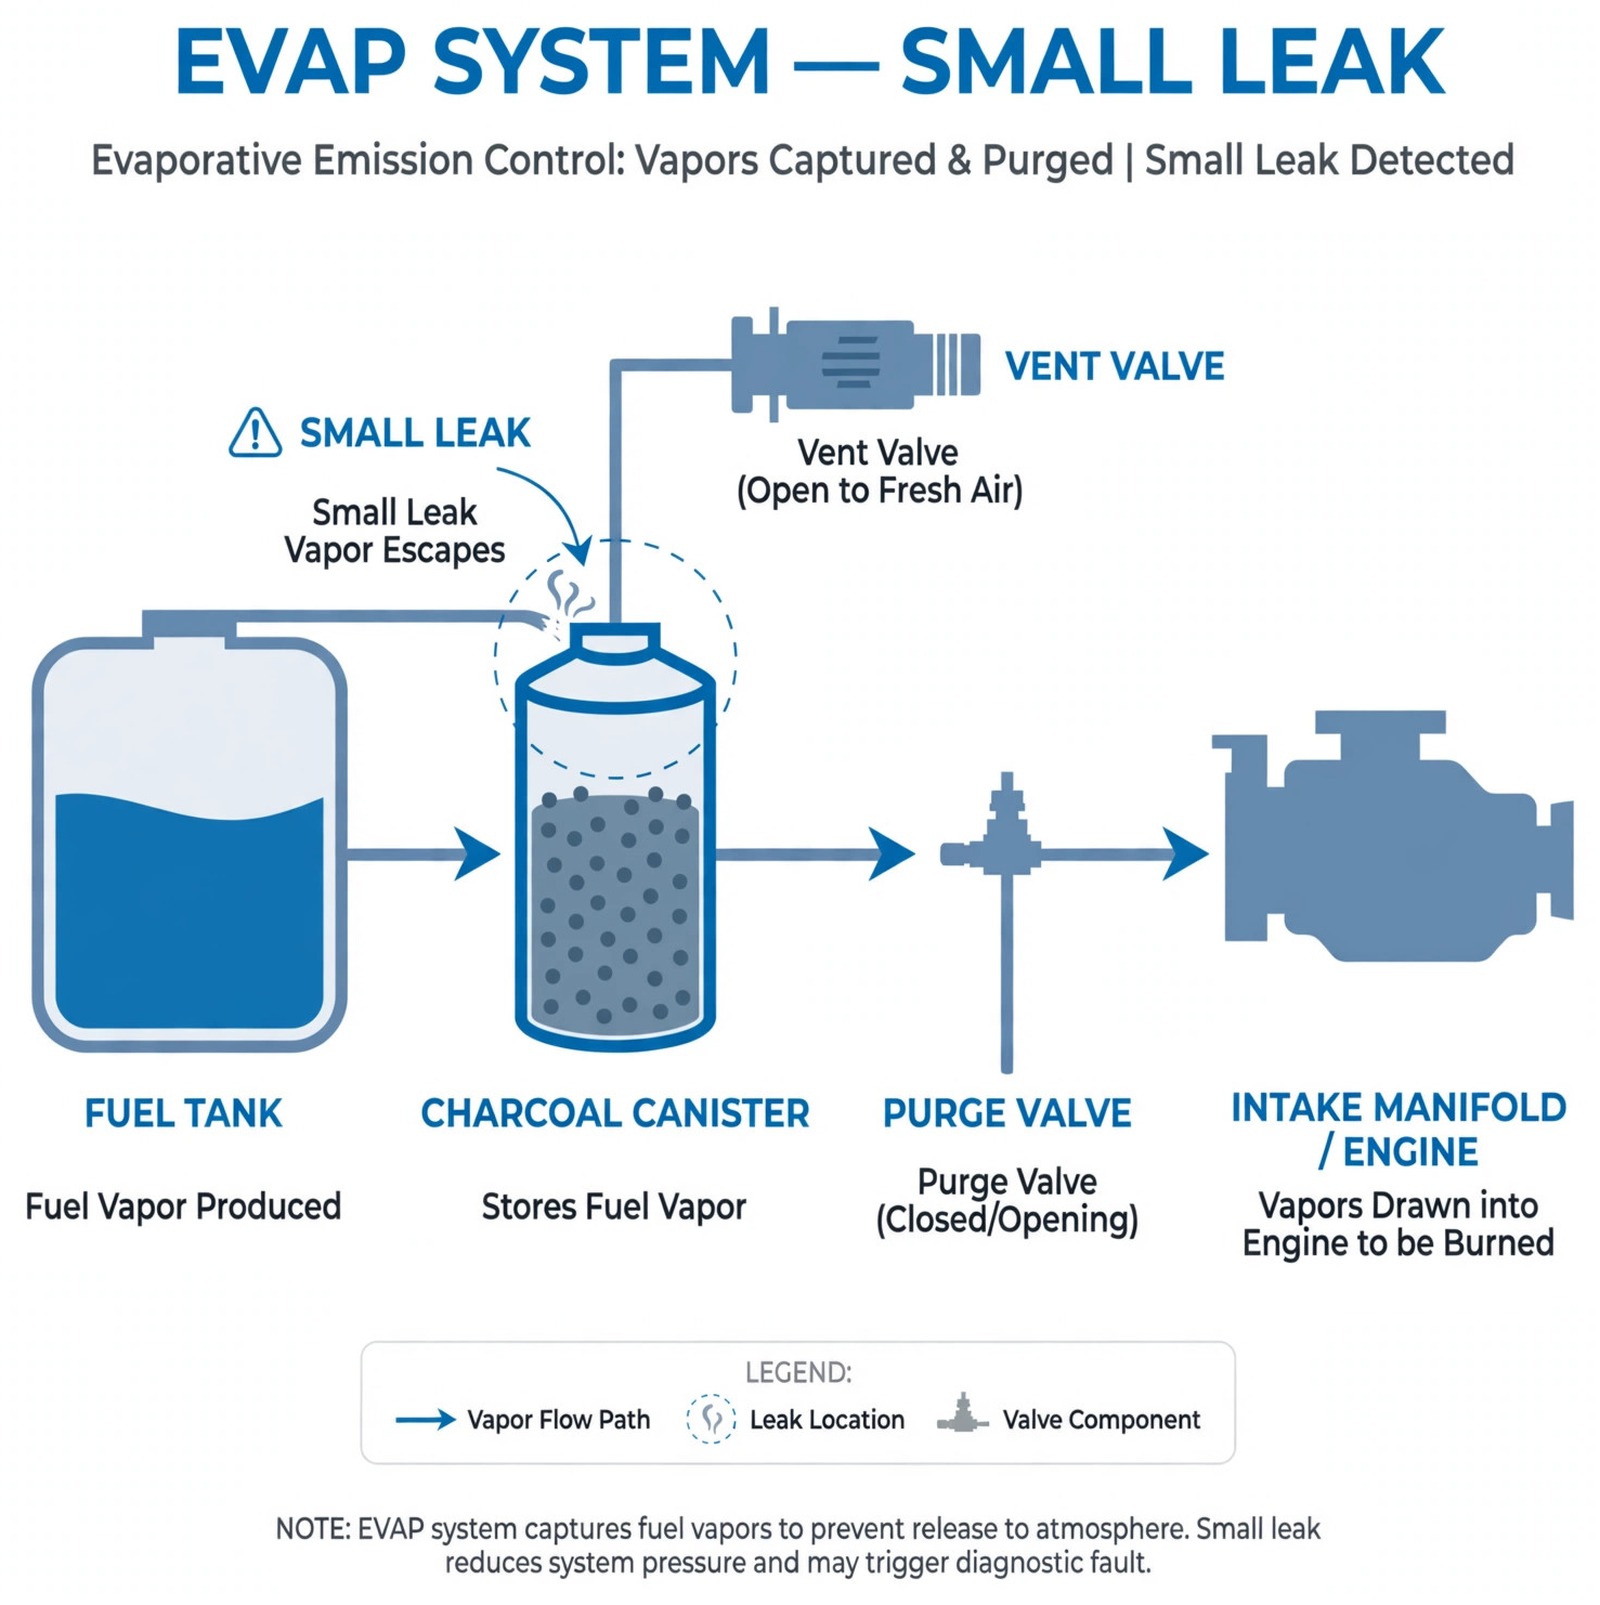 EVAP SYSTEM — SMALL LEAK
Evaporative Emission Control: Vapors Captured & Purged | Small Leak Detected
VENT VALVE
Vent Valve
(Open to Fresh Air)
SMALL LEAK
Small Leak
Vapor Escapes
FUEL TANK
Fuel Vapor Produced
CHARCOAL CANISTER
Stores Fuel Vapor
PURGE VALVE
Purge Valve
(Closed/Opening)
INTAKE MANIFOLD
/ ENGINE
Vapors Drawn into
Engine to be Burned
LEGEND:
Vapor Flow Path
Leak Location
Valve Component
NOTE: EVAP system captures fuel vapors to prevent release to atmosphere. Small leak
reduces system pressure and may trigger diagnostic fault.